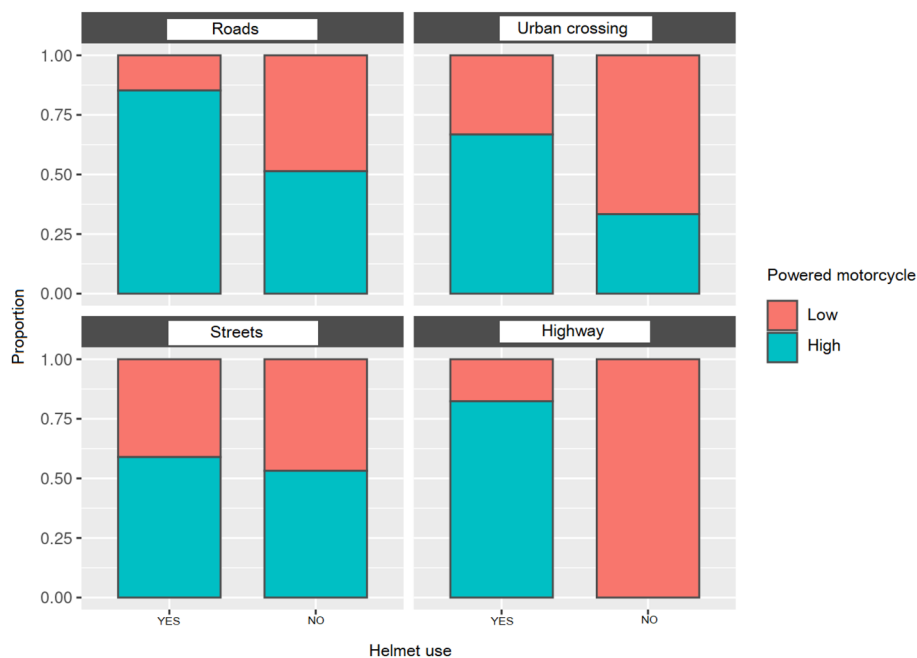 Roads
Urban crossing
1.00
0.75
0.50
0.25
0.00
Streets
Highway
1.00
0.75
0.50
0.25
0.00
Proportion
YES
NO
YES
NO
Helmet use
Powered motorcycle
Low
High